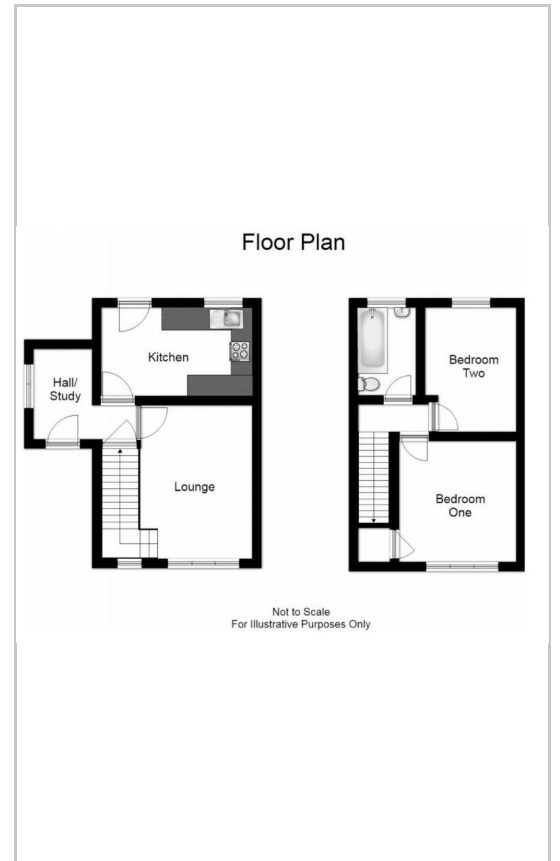 Floor Plan
Kitchen
Hall/
Study
Lounge
Bedroom
Two
Bedroom
One
Not to Scale
For Illustrative Purposes Only